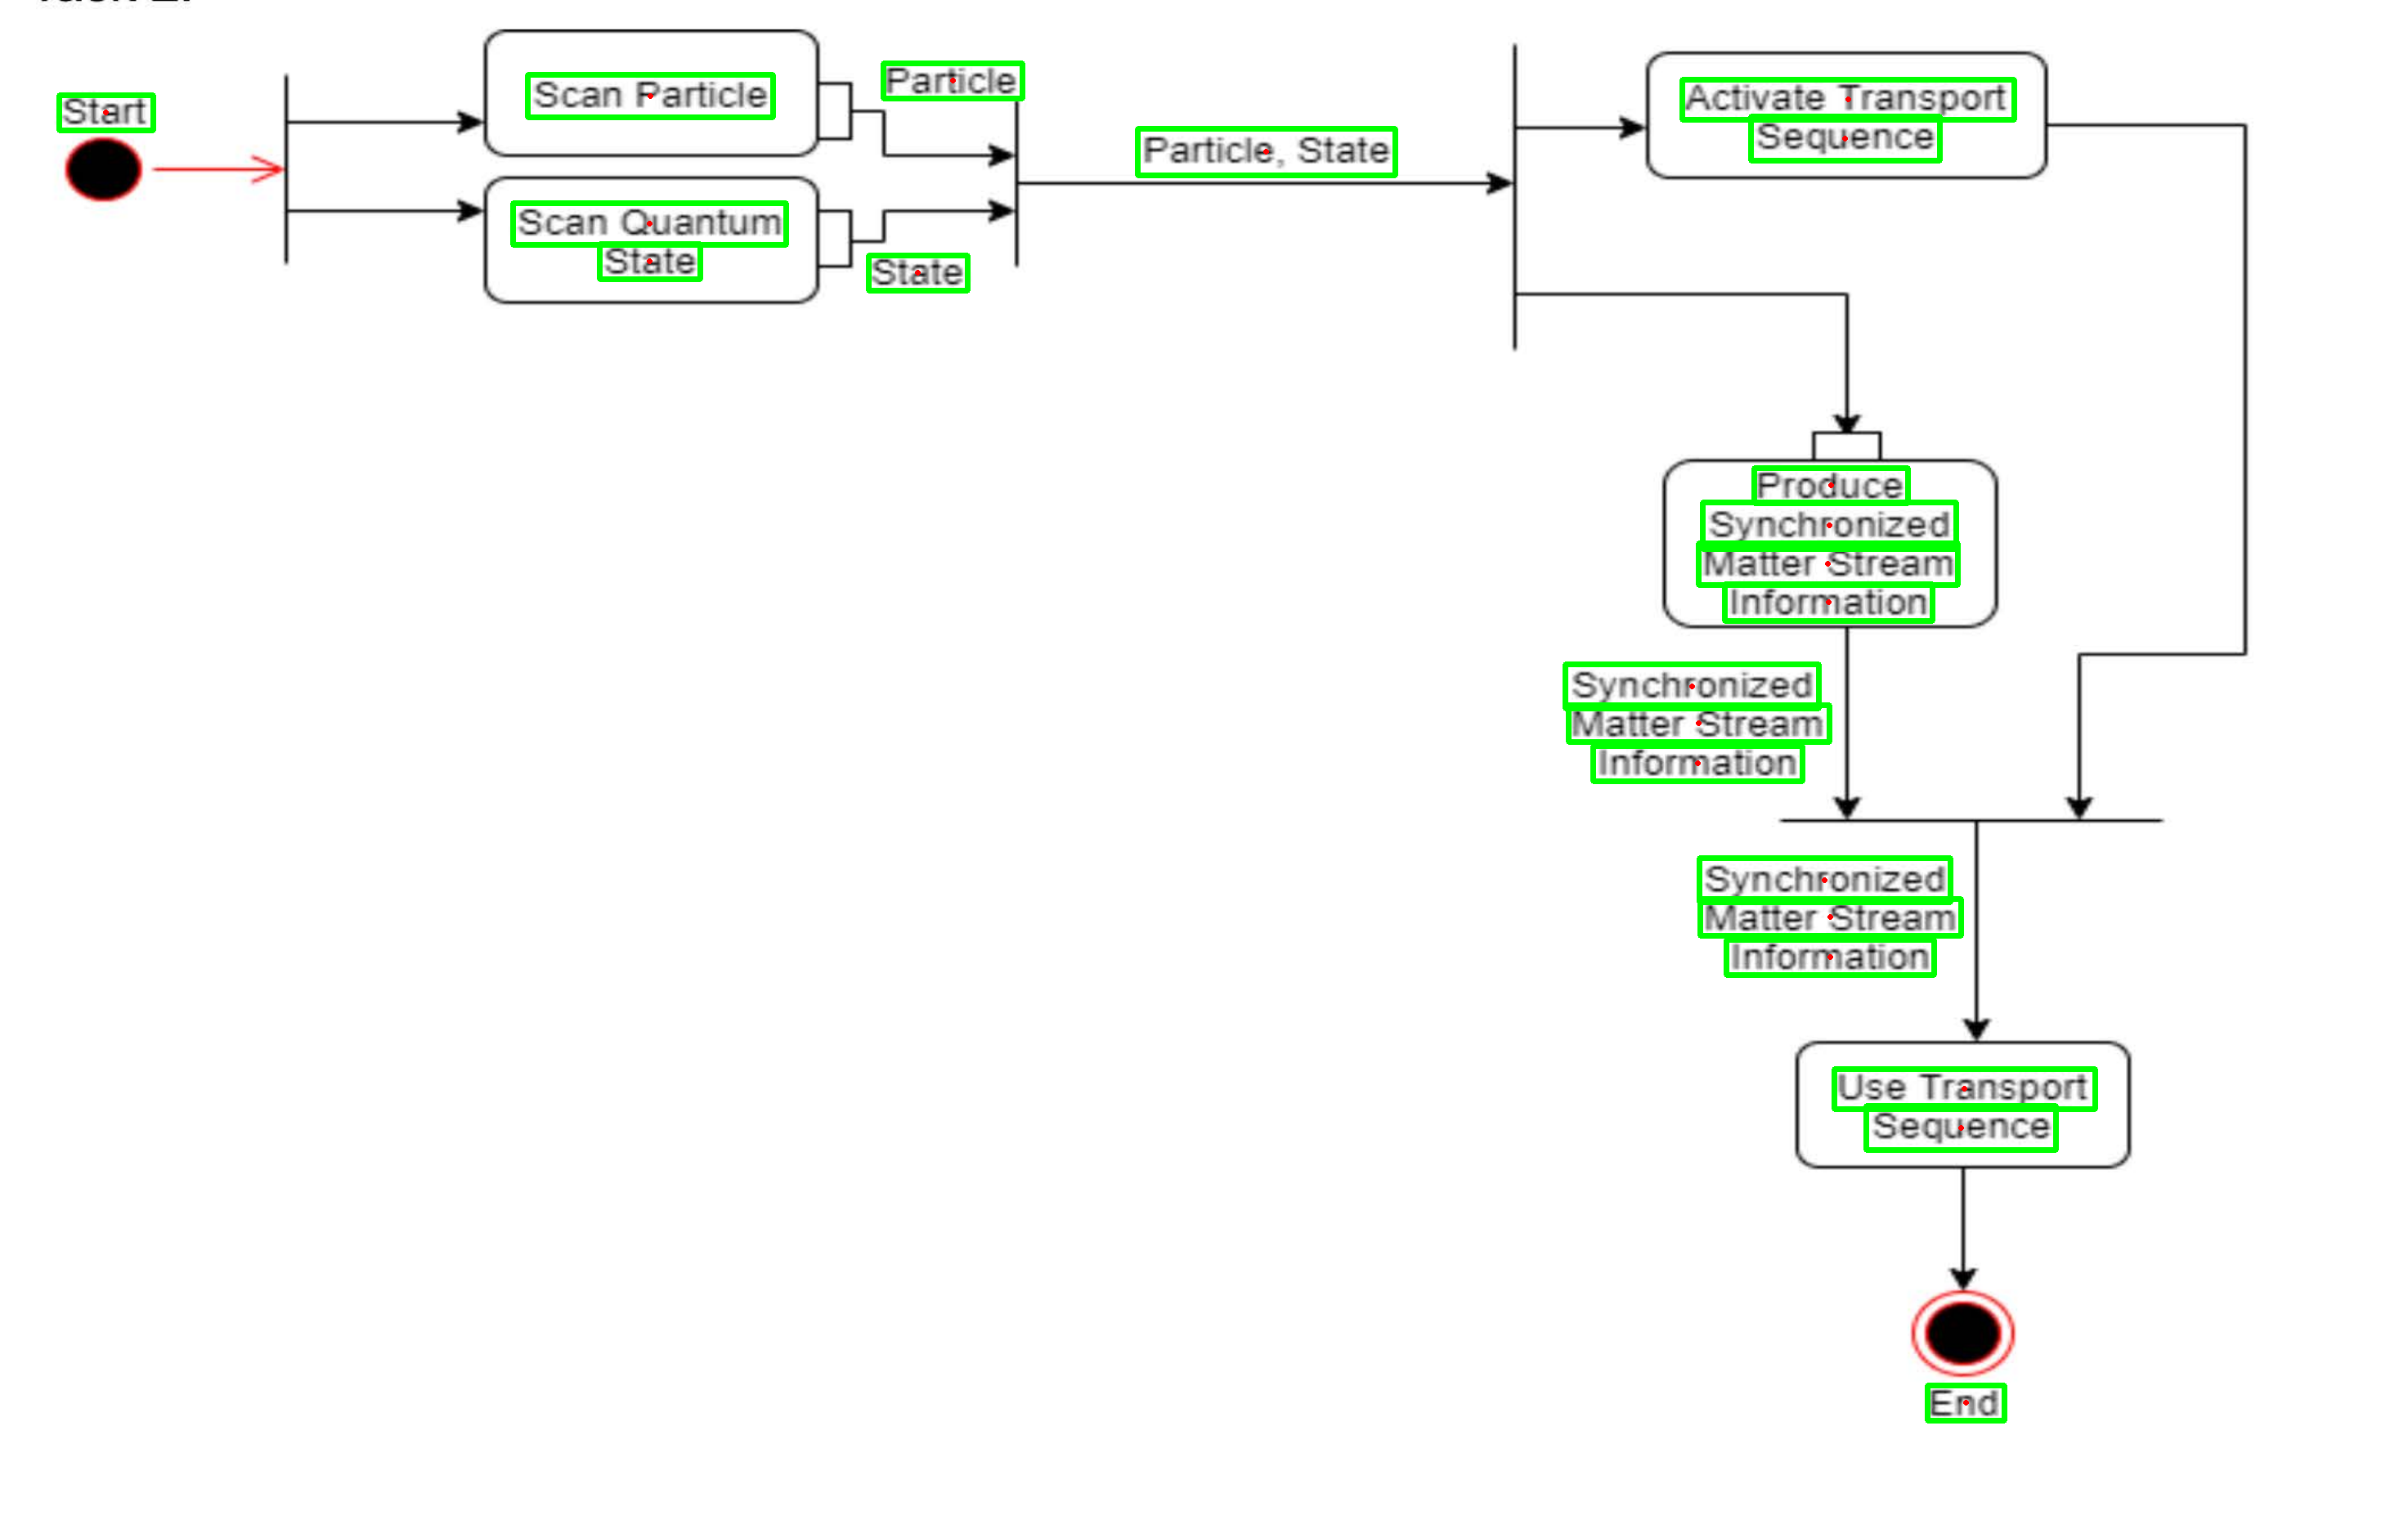 Start
Scan Particle
Particle
Scan Quantum
State
State
Particle, State
Activate Transport
Sequence
Produce
Synchronized
Matter Stream
Information
Synchronized
Matter Stream
Information
Synchronized
Matter Stream
Information
Use Transport
Sequence
End